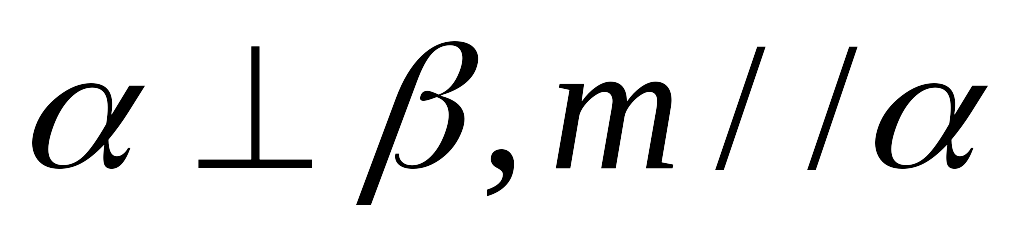 α ⊥ β, m / / α